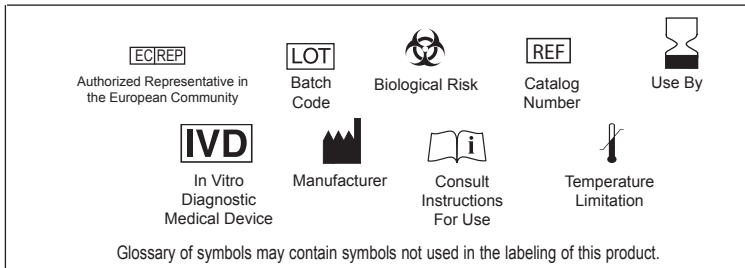 EC REP
Authorized Representative in
the European Community
LOT
Batch
Code
Biological Risk
REF
Catalog
Number
Use By
IVD
In Vitro
Diagnostic
Medical Device
Manufacturer
i
Consult
Instructions
For Use
Temperature
Limitation
Glossary of symbols may contain symbols not used in the labeling of this product.